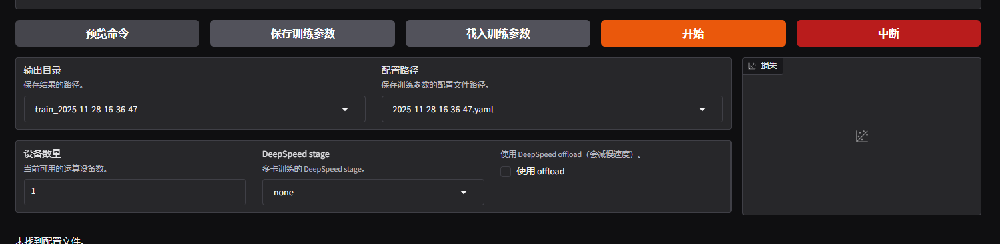 预览命令
保存训练参数
载入训练参数
开始
中断
输出目录
保存结果的路径。
train_2025-11-28-16-36-47
配置路径
保存训练参数的配置文件路径。
2025-11-28-16-36-47.yaml
损失
设备数量
当前可用的运算设备数。
1
DeepSpeed stage
多卡训练的 DeepSpeed stage。
none
使用 DeepSpeed offload（会减慢速度）。
使用 offload
未找到配置文件。